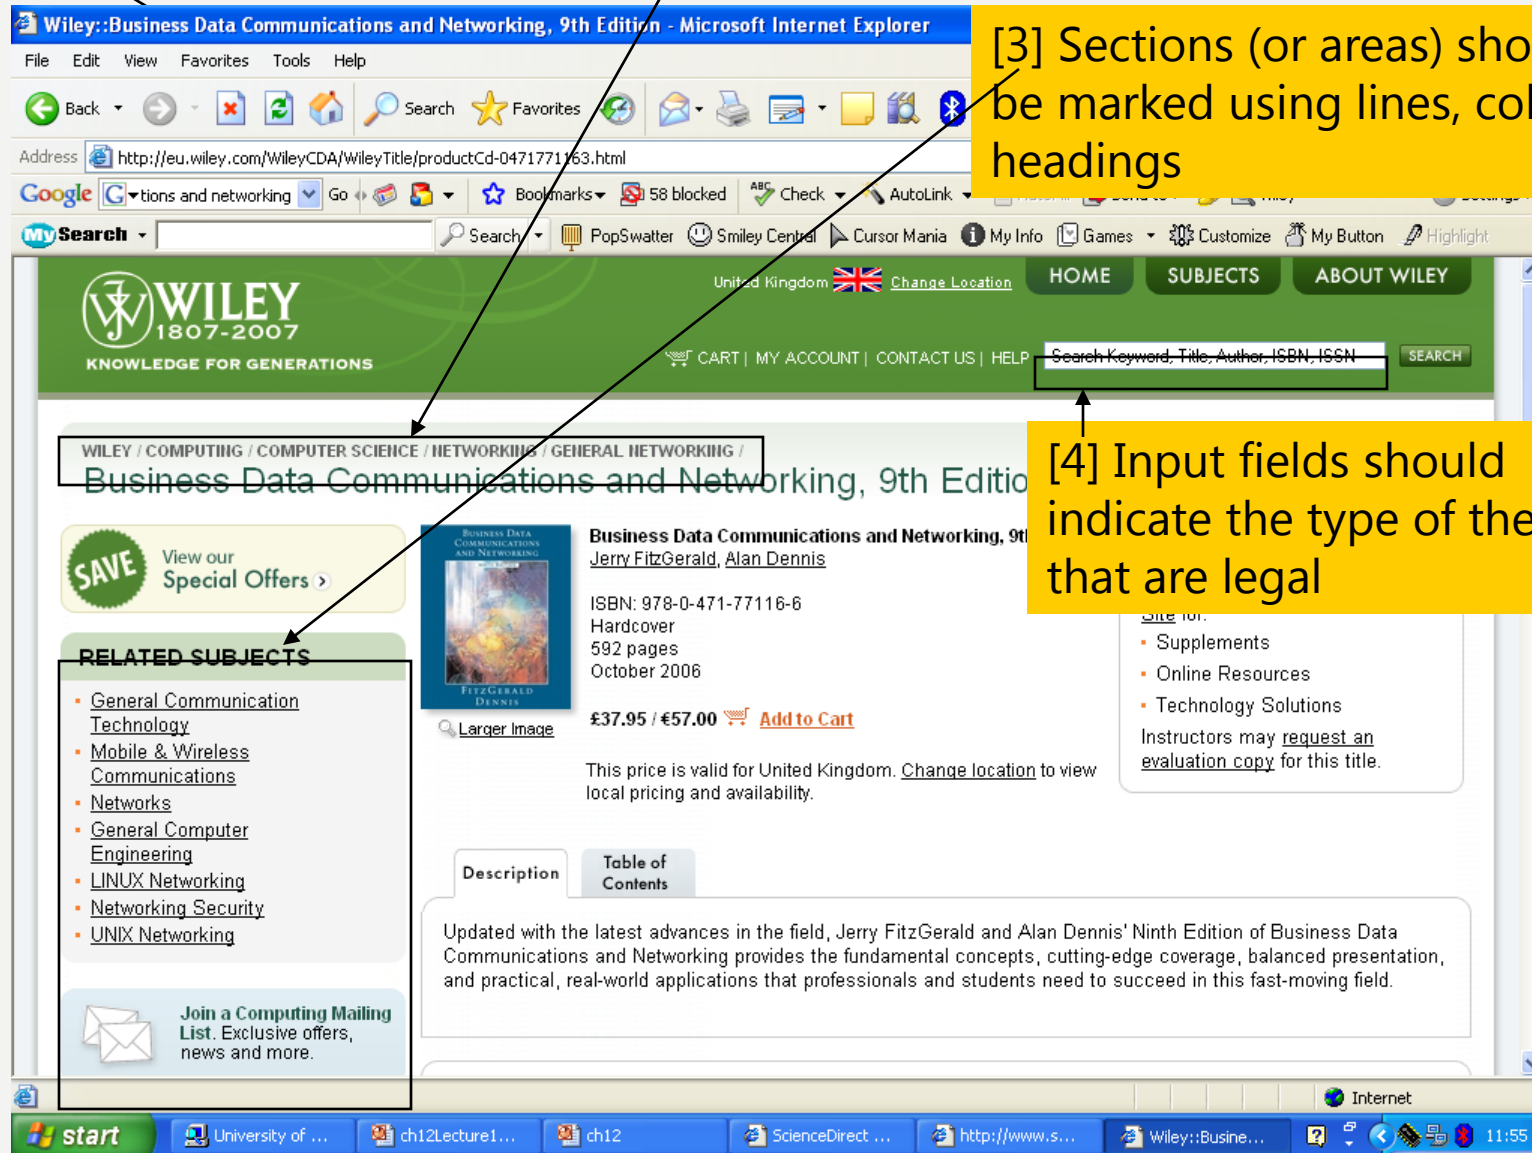 Wiley::Business Data Communications and Networking, 9th Edition - Microsoft Internet Explorer
[3] Sections (or areas) sho
be marked using lines, col
headings
File Edit View Favorites Tools Help
Back Search Favorites
Address http://eu.wiley.com/WileyCDA/WileyTitle/productCd-0471771163.html
Google G tions and networking Go Bookmarks 58 blocked ABC Check AutoLink
My Search Search PopSwatter Smiley Central Cursor Mania My Info Games Customize My Button Highlight
WILEY
1807-2007
KNOWLEDGE FOR GENERATIONS
United Kingdom Change Location HOME SUBJECTS ABOUT WILEY
CART | MY ACCOUNT | CONTACT US | HELP Search Keyword, Title, Author, ISBN, ISSN SEARCH
[4] Input fields should
indicate the type of the
that are legal
WILEY / COMPUTING / COMPUTER SCIENCE / NETWORKING / GENERAL NETWORKING /
Business Data Communications and Networking, 9th Editio
SAVE
View our
Special Offers
BUSINESS DATA
COMMUNICATIONS
AND NETWORKING
FITZGERALD
DENNIS
Larger Image
Business Data Communications and Networking, 9t
Jerry FitzGerald, Alan Dennis
ISBN: 978-0-471-77116-6
Hardcover
592 pages
October 2006
£37.95 / €57.00 Add to Cart
This price is valid for United Kingdom. Change location to view
local pricing and availability.
Site for:
Supplements
Online Resources
Technology Solutions
Instructors may request an
evaluation copy for this title.
RELATED SUBJECTS
General Communication
Technology
Mobile & Wireless
Communications
Networks
General Computer
Engineering
LINUX Networking
Networking Security
UNIX Networking
Description
Table of
Contents
Updated with the latest advances in the field, Jerry FitzGerald and Alan Dennis' Ninth Edition of Business Data
Communications and Networking provides the fundamental concepts, cutting-edge coverage, balanced presentation,
and practical, real-world applications that professionals and students need to succeed in this fast-moving field.
Join a Computing Mailing
List. Exclusive offers,
news and more.
Internet
start University of ... ch12Lecture1... ch12 ScienceDirect ... http://www.s... Wiley::Busine... 11:55